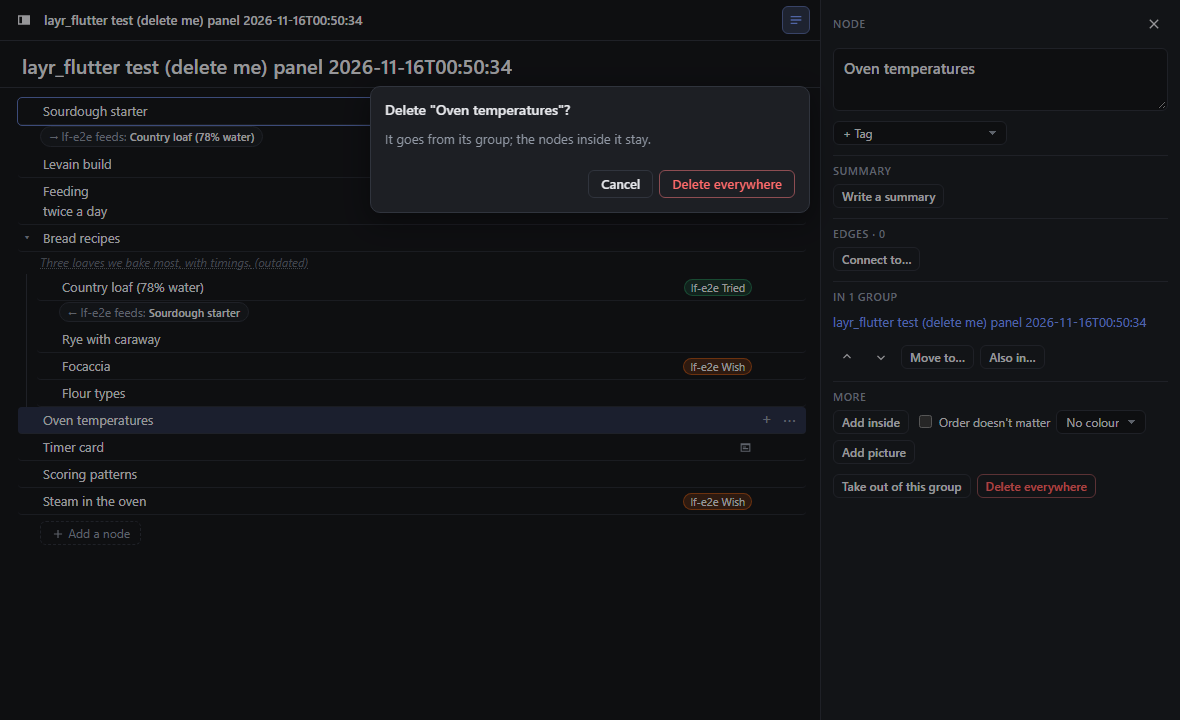 layr_flutter test (delete me) panel 2026-11-16T00:50:34
layr_flutter test (delete me) panel 2026-11-16T00:50:34
Sourdough starter
→ lf-e2e feeds: Country loaf (78% water)
Levain build
Feeding
twice a day
Bread recipes
Three loaves we bake most, with timings. (outdated)
Country loaf (78% water)
lf-e2e Tried
← lf-e2e feeds: Sourdough starter
Rye with caraway
Focaccia
lf-e2e Wish
Flour types
Oven temperatures
Timer card
Scoring patterns
Steam in the oven
lf-e2e Wish
+ Add a node
Delete "Oven temperatures"?
It goes from its group; the nodes inside it stay.
Cancel
Delete everywhere
NODE
Oven temperatures
+ Tag
SUMMARY
Write a summary
EDGES · 0
Connect to...
IN 1 GROUP
layr_flutter test (delete me) panel 2026-11-16T00:50:34
Move to...
Also in...
MORE
Add inside
Order doesn't matter
No colour
Add picture
Take out of this group
Delete everywhere